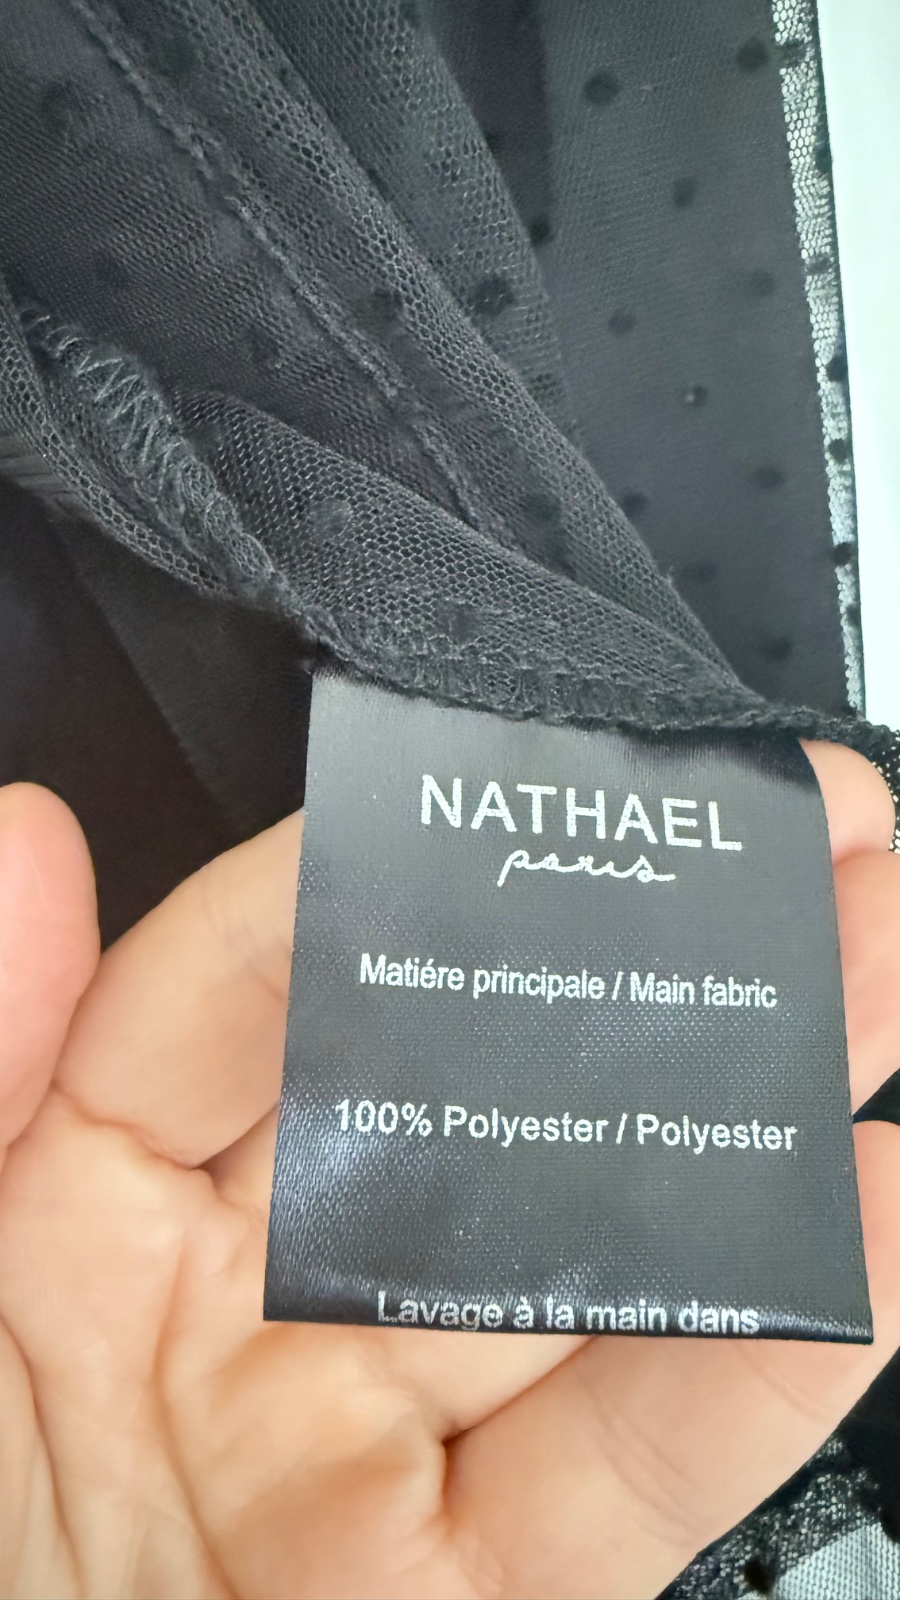 NATHAEL
paris
Matiére principale / Main fabric
100% Polyester / Polyester
Lavage à la main dans